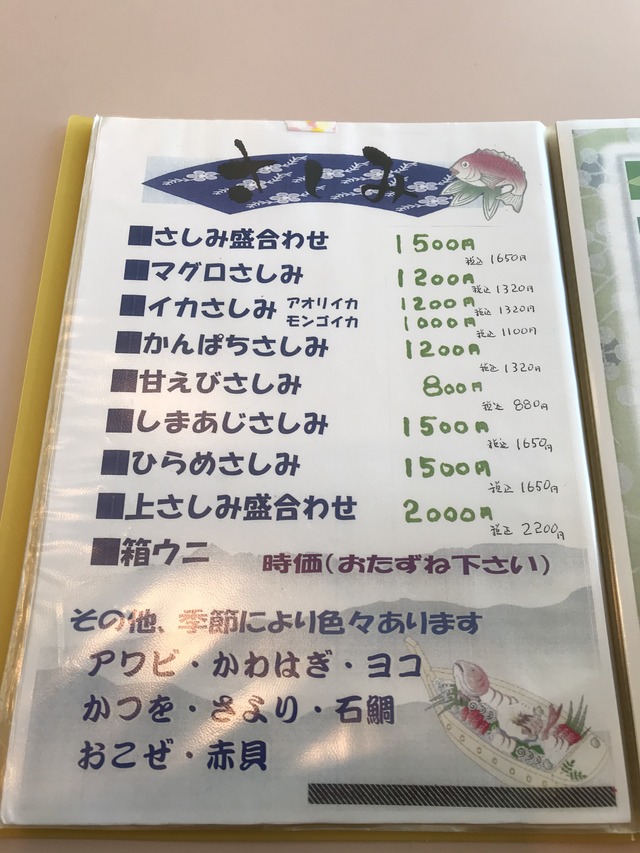 さしみ
■さしみ盛合わせ 1500円
税込 1650円
■マグロさしみ 1200円
税込 1320円
■イカさしみ アオリイカ 1200円
税込 1320円
モンゴイカ 1000円
税込 1100円
■かんぱちさしみ 1200円
税込 1320円
■甘えびさしみ 800円
税込 880円
■しまあじさしみ 1500円
税込 1650円
■ひらめさしみ 1500円
税込 1650円
■上さしみ盛合わせ 2000円
税込 2200円
■箱ウニ 時価(おたずね下さい)
その他、季節により色々あります
アワビ・かわはぎ・ヨコ
かつを・さより・石鯛
おこぜ・赤貝